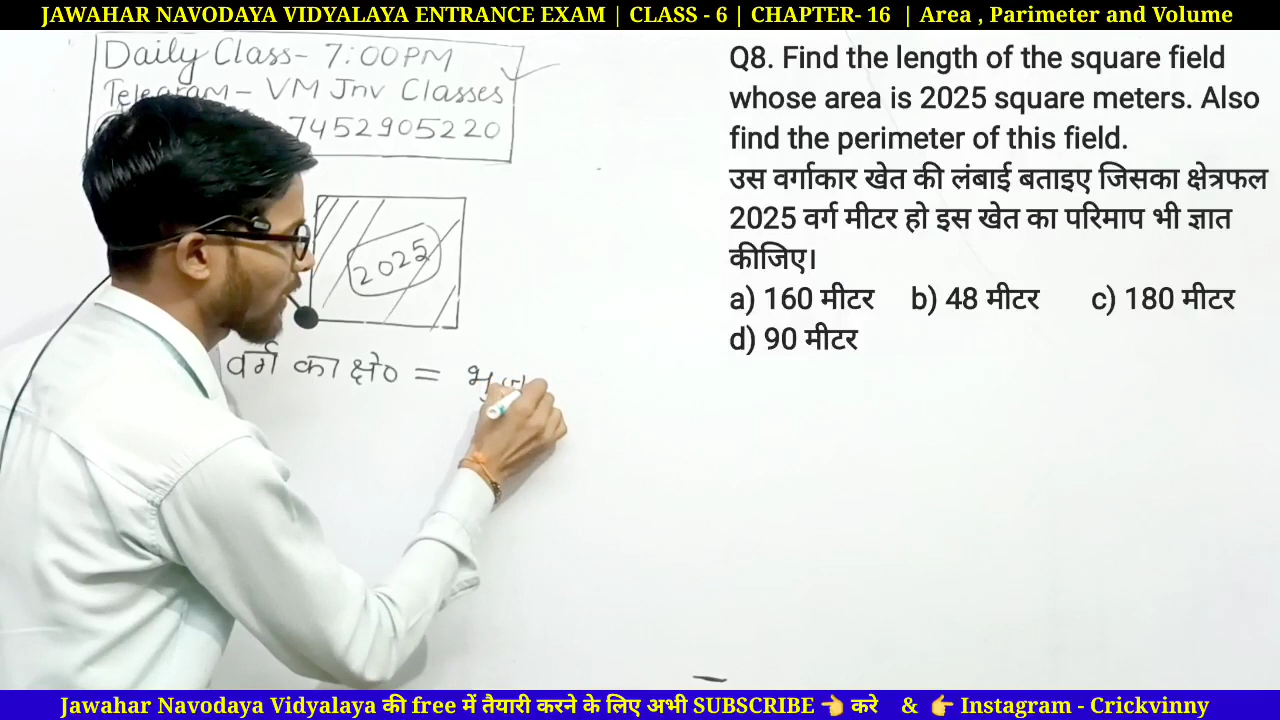 JAWAHAR NAVODAYA VIDYALAYA ENTRANCE EXAM | CLASS - 6 | CHAPTER- 16 | Area , Parimeter and Volume
Daily Class- 7:00PM
Telegram- VM Jnv Classes
7452905220
2025
वर्ग का क्षे० =
Q8. Find the length of the square field
whose area is 2025 square meters. Also
find the perimeter of this field.
उस वर्गाकार खेत की लंबाई बताइए जिसका क्षेत्रफल
2025 वर्ग मीटर हो इस खेत का परिमाप भी ज्ञात
कीजिए।
a) 160 मीटर b) 48 मीटर c) 180 मीटर
d) 90 मीटर
Jawahar Navodaya Vidyalaya की free में तैयारी करने के लिए अभी SUBSCRIBE 👈 करे & 👉 Instagram - Crickvinny